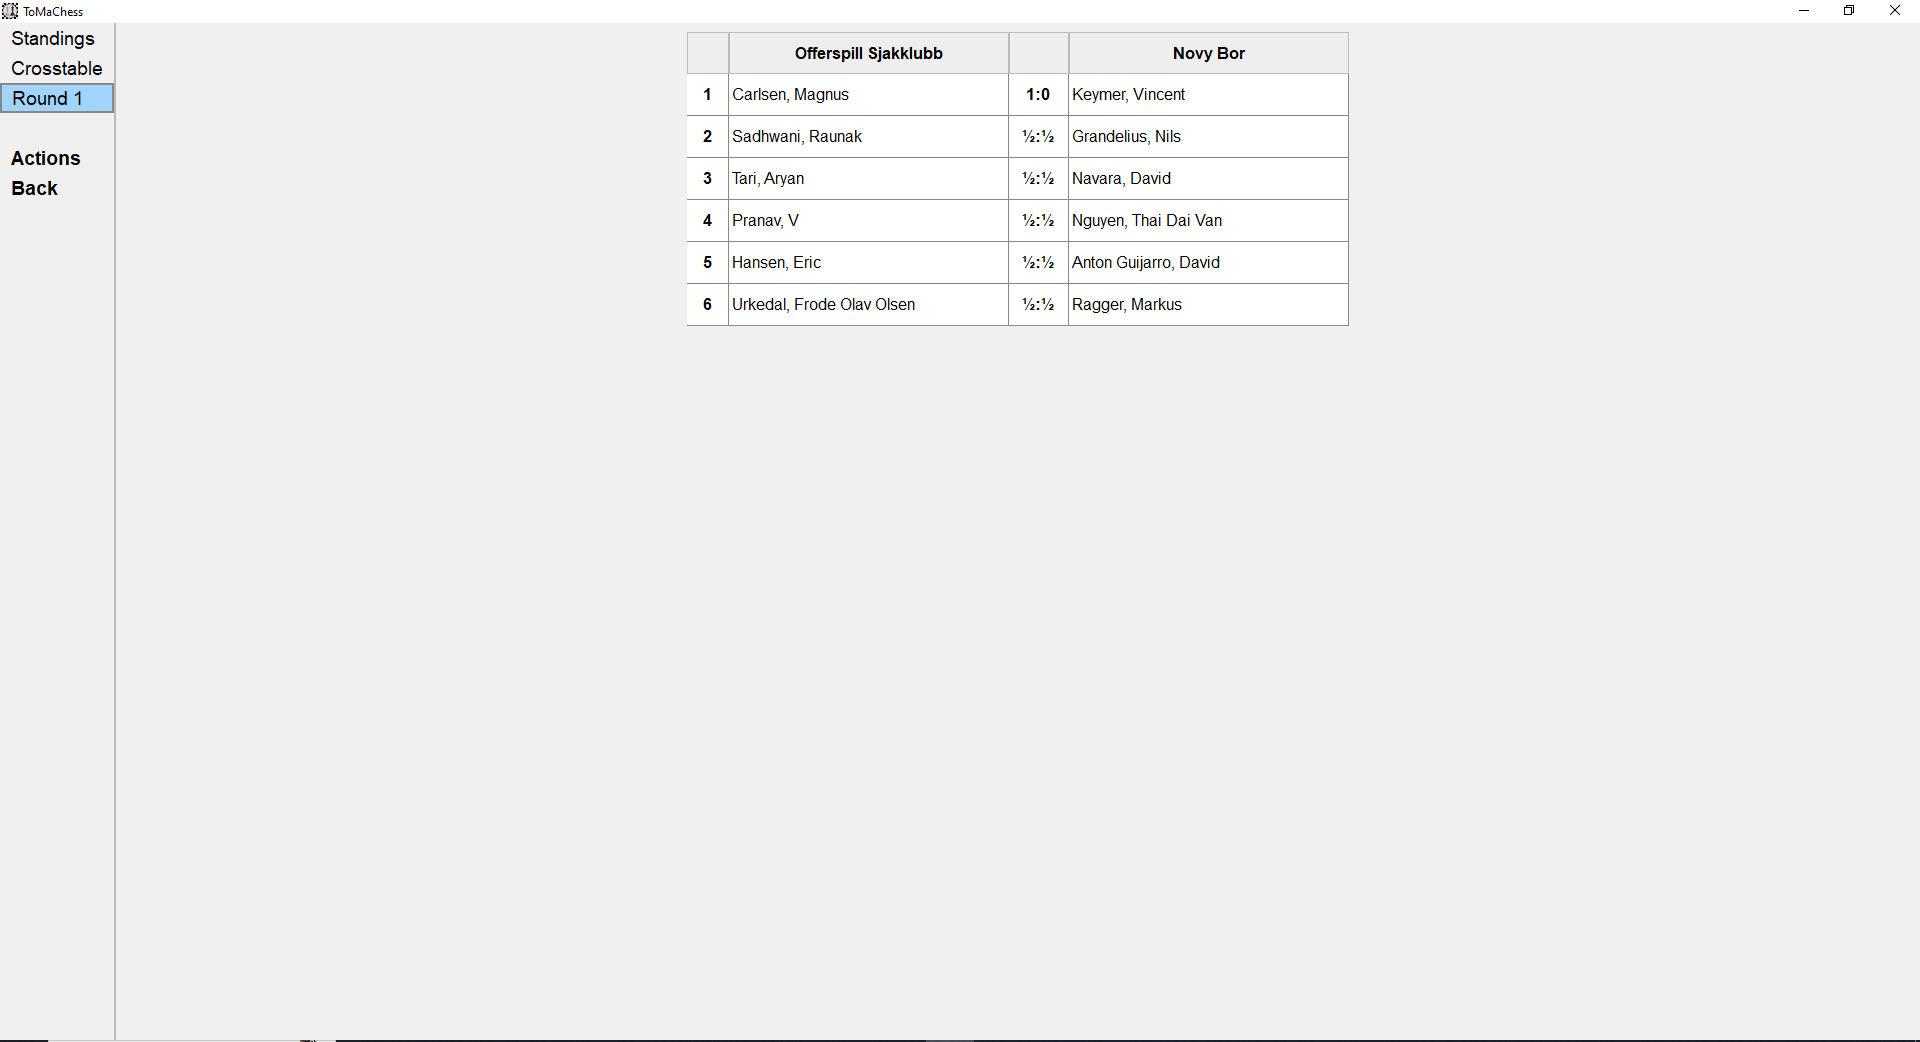 ToMaChess
Standings
Crosstable
Round 1
Actions
Back
Offerspill Sjakklubb Novy Bor
1 Carlsen, Magnus 1:0 Keymer, Vincent
2 Sadhwani, Raunak ½:½ Grandelius, Nils
3 Tari, Aryan ½:½ Navara, David
4 Pranav, V ½:½ Nguyen, Thai Dai Van
5 Hansen, Eric ½:½ Anton Guijarro, David
6 Urkedal, Frode Olav Olsen ½:½ Ragger, Markus